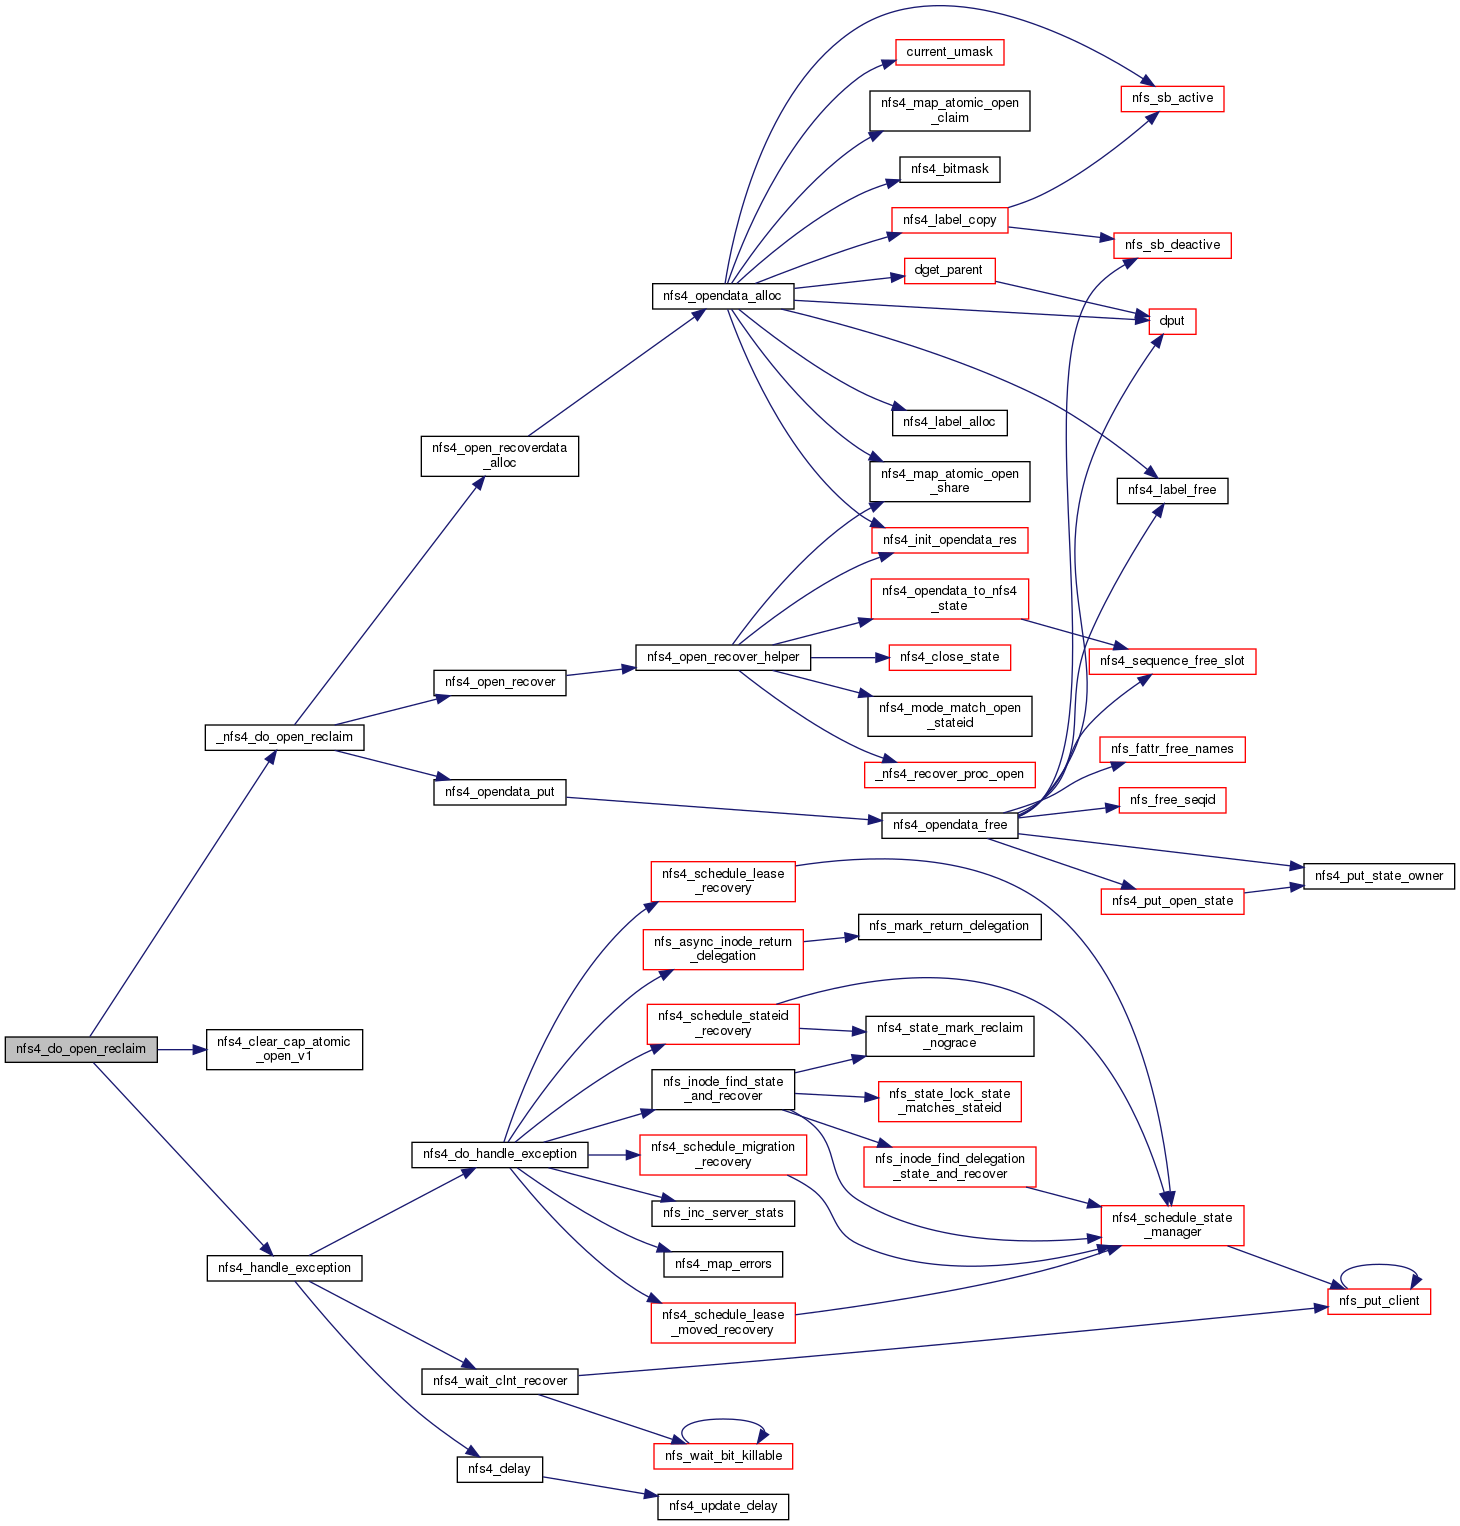 current_umask
nfs_sb_active
nfs4_map_atomic_open
_claim
nfs4_bitmask
nfs4_label_copy
nfs_sb_deactive
dget_parent
nfs4_opendata_alloc
dput
nfs4_label_alloc
nfs4_open_recoverdata
_alloc
nfs4_map_atomic_open
_share
nfs4_label_free
nfs4_init_opendata_res
nfs4_opendata_to_nfs4
_state
nfs4_open_recover_helper
nfs4_close_state
nfs4_sequence_free_slot
nfs4_open_recover
nfs4_mode_match_open
_stateid
_nfs4_do_open_reclaim
nfs_fattr_free_names
_nfs4_recover_proc_open
nfs4_opendata_put
nfs_free_seqid
nfs4_opendata_free
nfs4_put_state_owner
nfs4_schedule_lease
_recovery
nfs4_put_open_state
nfs_mark_return_delegation
nfs_async_inode_return
_delegation
nfs4_schedule_stateid
_recovery
nfs4_state_mark_reclaim
_nograce
nfs4_do_open_reclaim
nfs4_clear_cap_atomic
_open_v1
nfs_inode_find_state
_and_recover
nfs_state_lock_state
_matches_stateid
nfs4_do_handle_exception
nfs4_schedule_migration
_recovery
nfs_inode_find_delegation
_state_and_recover
nfs_inc_server_stats
nfs4_schedule_state
_manager
nfs4_handle_exception
nfs4_map_errors
nfs_put_client
nfs4_schedule_lease
_moved_recovery
nfs4_wait_clnt_recover
nfs_wait_bit_killable
nfs4_delay
nfs4_update_delay